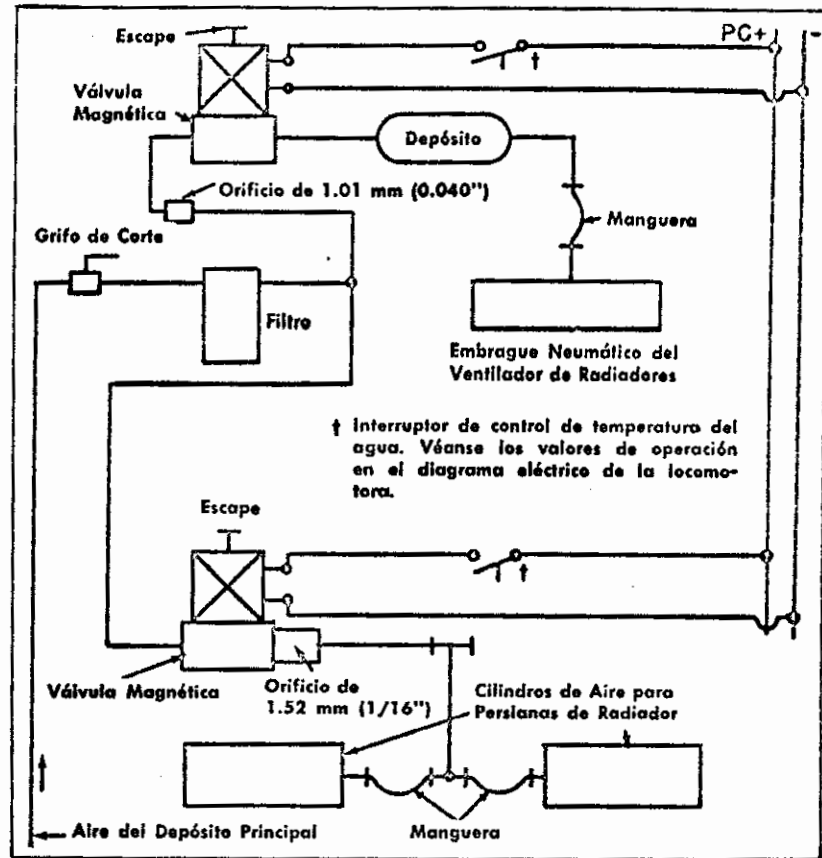 Escape
PC+
-
Válvula
Magnética
Depósito
Orificio de 1.01 mm (0.040")
Manguera
Grifo de Corte
Filtro
Embrague Neumático del
Ventilador de Radiadores
† Interruptor de control de temperatura del
agua. Véanse los valores de operación
en el diagrama eléctrico de la locomo-
tora.
Escape
†
†
Válvula Magnética
Orificio de
1.52 mm (1/16")
Cilindros de Aire para
Persianas de Radiador
Aire del Depósito Principal
Manguera